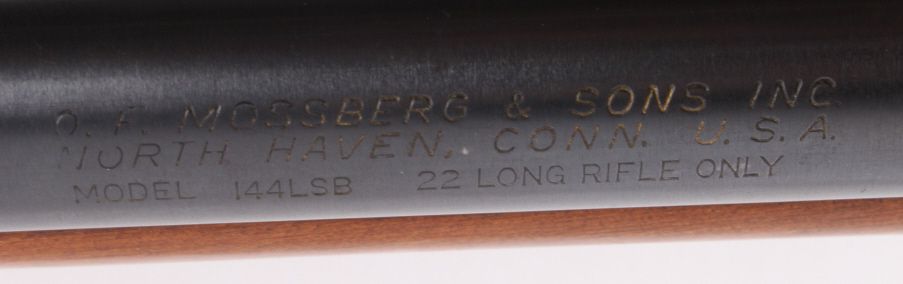 O. F. MOSSBERG & SONS INC.
NORTH HAVEN, CONN. U.S.A.
MODEL 144LSB 22 LONG RIFLE ONLY